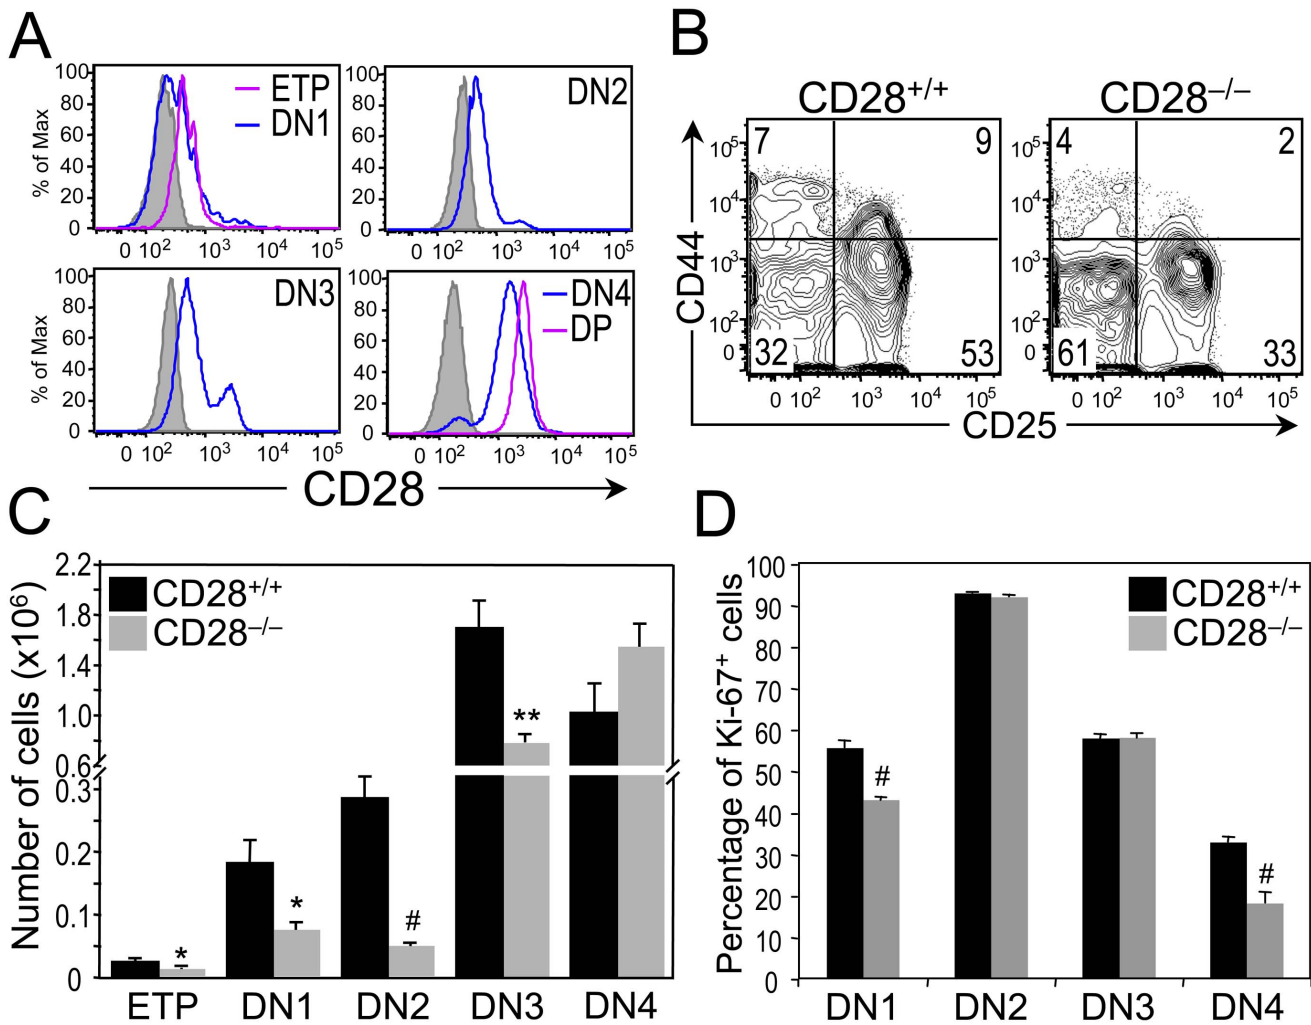 A
% of Max
100
80
60
40
20
0
ETP
DN1
0 10² 10³ 10⁴ 10⁵
100
80
60
40
20
0
DN2
0 10² 10³ 10⁴ 10⁵
% of Max
100
80
60
40
20
0
DN3
0 10² 10³ 10⁴ 10⁵
100
80
60
40
20
0
DN4
DP
0 10² 10³ 10⁴ 10⁵
CD28
B
CD28+/+
CD28–/–
CD44
10⁵
10⁴
10³
10²
0
7 9
32 53
0 10² 10³ 10⁴ 10⁵
10⁵
10⁴
10³
10²
0
4 2
61 33
0 10² 10³ 10⁴ 10⁵
CD25
C
Number of cells (x10⁶)
2.2
1.8
1.4
1.0
0.6
0.3
0.2
0.1
0
CD28+/+
CD28–/–
*
*
#
**
ETP DN1 DN2 DN3 DN4
D
Percentage of Ki-67⁺ cells
100
90
80
70
60
50
40
30
20
10
0
CD28+/+
CD28–/–
#
#
DN1 DN2 DN3 DN4